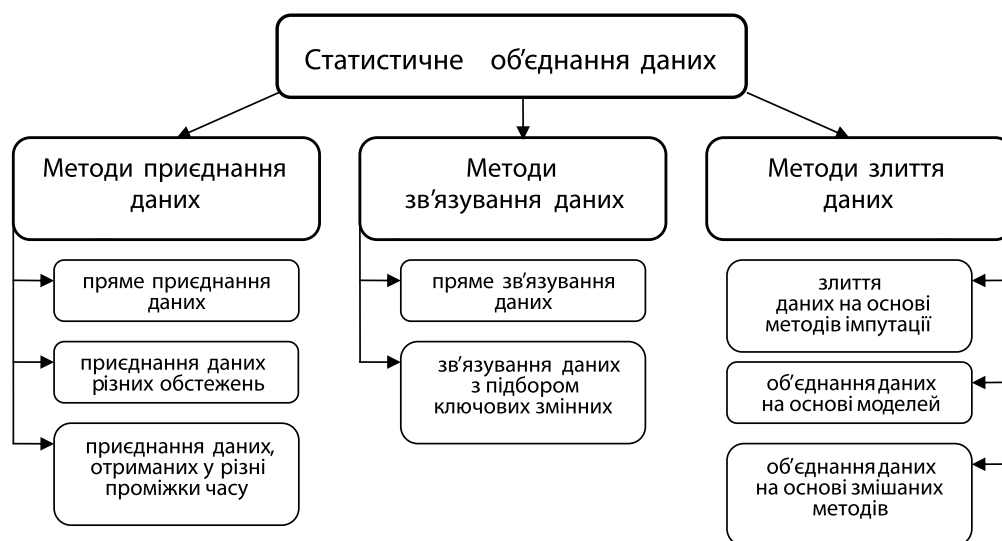 Статистичне об'єднання даних
Методи приєднання
даних
пряме приєднання
даних
приєднання даних
різних обстежень
приєднання даних,
отриманих у різні
проміжки часу
Методи
зв'язування даних
пряме зв'язування
даних
зв'язування даних
з підбором
ключових змінних
Методи злиття
даних
злиття
даних на основі
методів імпутації
об'єднання даних
на основі моделей
об'єднання даних
на основі змішаних
методів